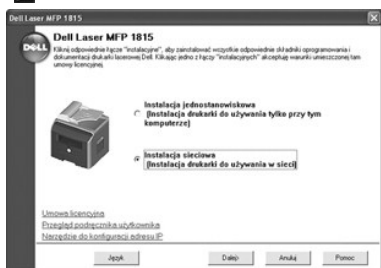 Dell Laser MFP 1815
Dell Laser MFP 1815
DELL
Kliknij odpowiednie łącze "instalacyjne", aby zainstalować wszystkie odpowiednie składniki oprogramowania i
dokumentacji drukarki laserowej Dell. Klikając jedno z łączy "instalacyjnych" akceptuję warunki umieszczonej tam
umowy licencyjnej.
Instalacja jednostanowiskowa
(Instalacja drukarki do używania tylko przy tym
komputerze)
Instalacja sieciowa
(Instalacja drukarki do używania w sieci)
Umowa licencyjna
Przegląd podręcznika użytkownika
Narzędzie do konfiguracji adresu IP
Język
Dalej>
Anuluj
Pomoc